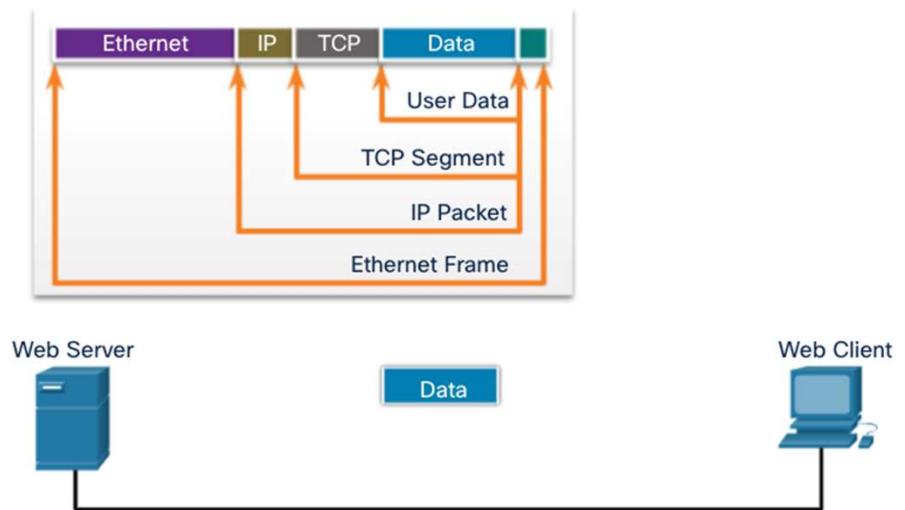 Ethernet IP TCP Data
User Data
TCP Segment
IP Packet
Ethernet Frame
Web Server Web Client
Data